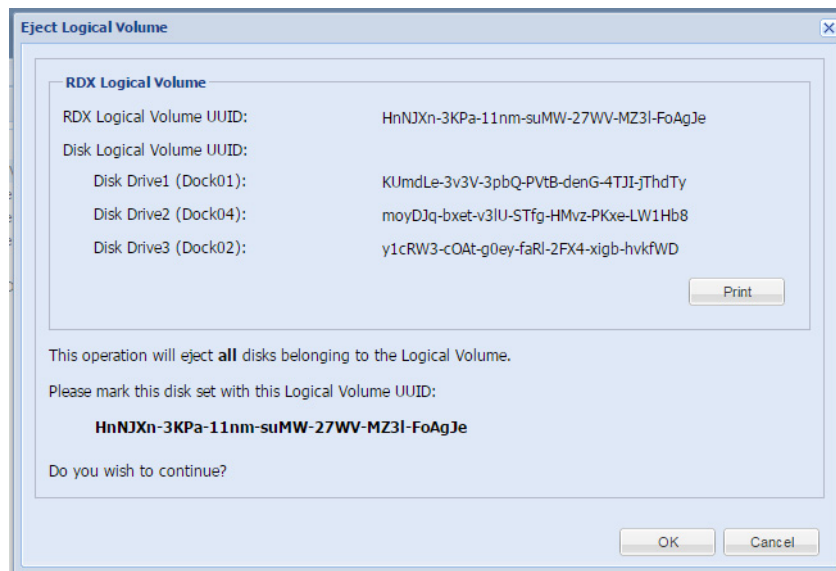 Eject Logical Volume
RDX Logical Volume
RDX Logical Volume UUID: HnNJXn-3KPa-11nm-suMW-27WV-MZ3l-FoAgJe
Disk Logical Volume UUID:
Disk Drive1 (Dock01): KUmdLe-3v3V-3pbQ-PVtB-denG-4TJI-jThdTy
Disk Drive2 (Dock04): moyDJq-bxet-v3lU-STfg-HMvz-PKxe-LW1Hb8
Disk Drive3 (Dock02): y1cRW3-cOAt-g0ey-faRl-2FX4-xigb-hvkfWD
Print
This operation will eject all disks belonging to the Logical Volume.
Please mark this disk set with this Logical Volume UUID:
HnNJXn-3KPa-11nm-suMW-27WV-MZ3l-FoAgJe
Do you wish to continue?
OK Cancel